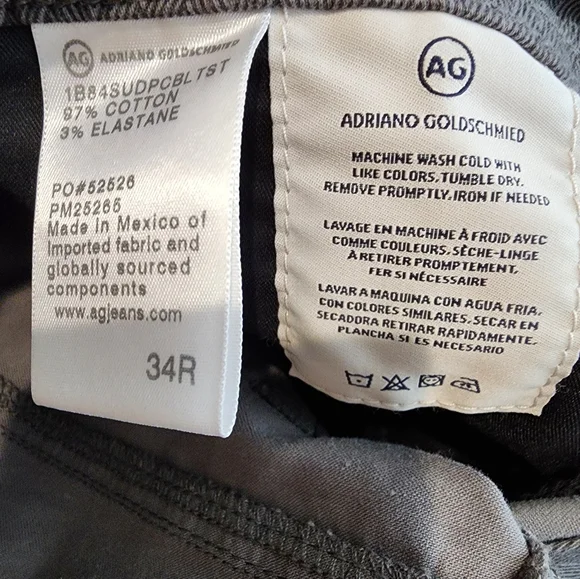 AG ADRIANO GOLDSCHMIED
1B84SUDPCBLTST
97% COTTON
3% ELASTANE
PO#52526
PM25265
Made in Mexico of
Imported fabric and
globally sourced
components
www.agjeans.com
34R
AG
ADRIANO GOLDSCHMIED
MACHINE WASH COLD WITH
LIKE COLORS, TUMBLE DRY.
REMOVE PROMPTLY, IRON IF NEEDED
LAVAGE EN MACHINE À FROID AVEC
COMME COULEURS, SÈCHE-LINGE
À RETIRER PROMPTEMENT,
FER SI NÉCESSAIRE
LAVAR A MAQUINA CON AGUA FRIA,
CON COLORES SIMILARES, SECAR EN
SECADORA RETIRAR RAPIDAMENTE,
PLANCHA SI ES NECESARIO